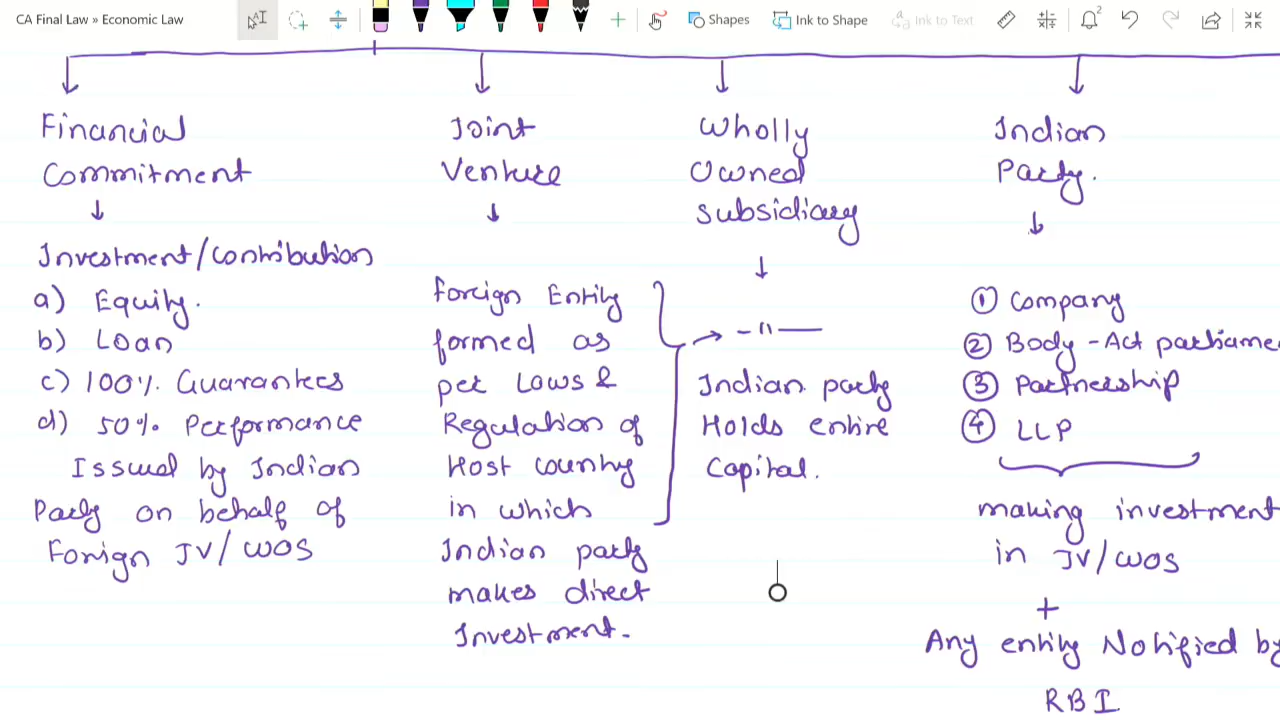 CA Final Law » Economic Law
Shapes
Ink to Shape
Ink to Text
2
Financial
Commitment
Investment/Contribution
a) Equity.
b) Loan
c) 100% Guarantees
d) 50% Performance
Issued by Indian
Party on behalf of
Forign JV/WOS
Joint
Venture
Foreign Entity
formed as
per Laws &
Regulation of
Host country
in which
Indian party
makes direct
Investment.
Wholly
Owned
Subsidiary
—"—
Indian party
Holds entire
Capital.
Indian
Party.
① Company
② Body - Act parliame
③ Partnership
④ LLP
making investment
in JV/WOS
+
Any entity Notified by
RBI